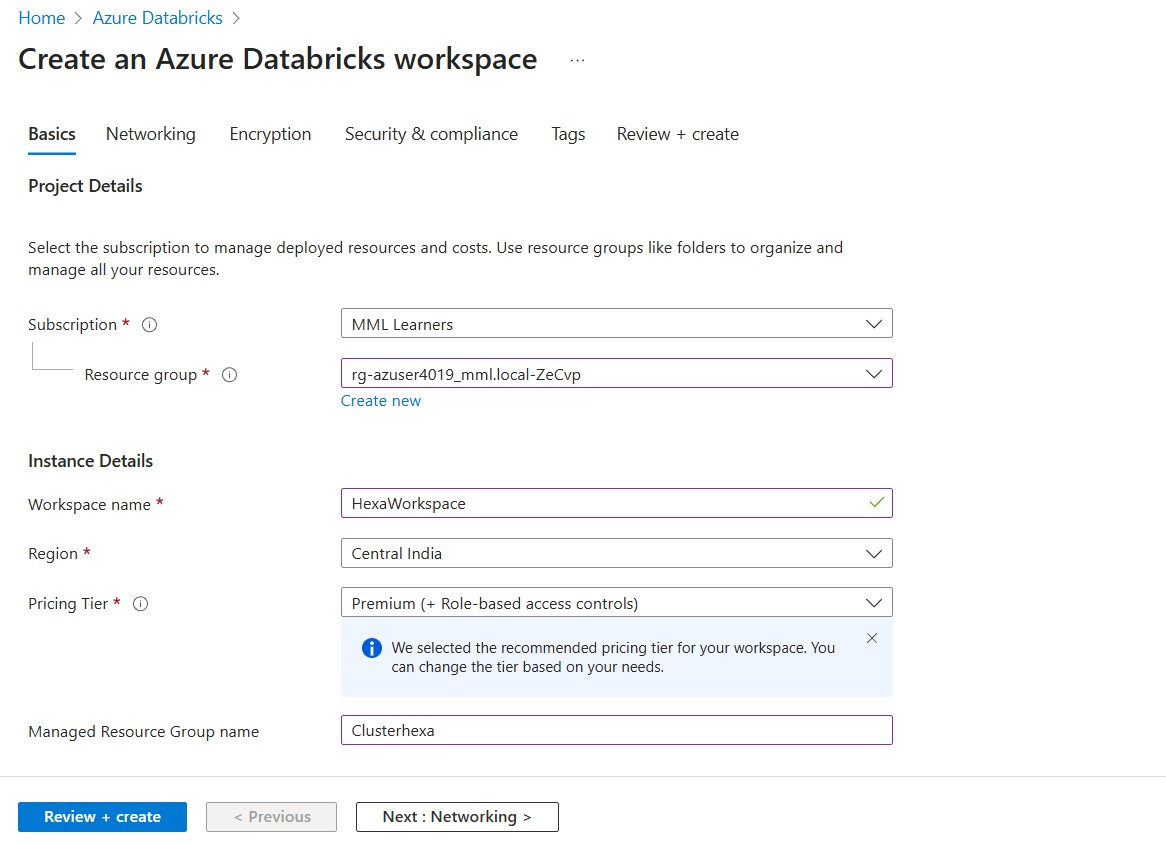 Home > Azure Databricks >
Create an Azure Databricks workspace ...
Basics Networking Encryption Security & compliance Tags Review + create
Project Details
Select the subscription to manage deployed resources and costs. Use resource groups like folders to organize and
manage all your resources.
Subscription * MML Learners
Resource group * rg-azuser4019_mml.local-ZeCvp
Create new
Instance Details
Workspace name * HexaWorkspace
Region * Central India
Pricing Tier * Premium (+ Role-based access controls)
We selected the recommended pricing tier for your workspace. You
can change the tier based on your needs.
Managed Resource Group name Clusterhexa
Review + create < Previous Next : Networking >